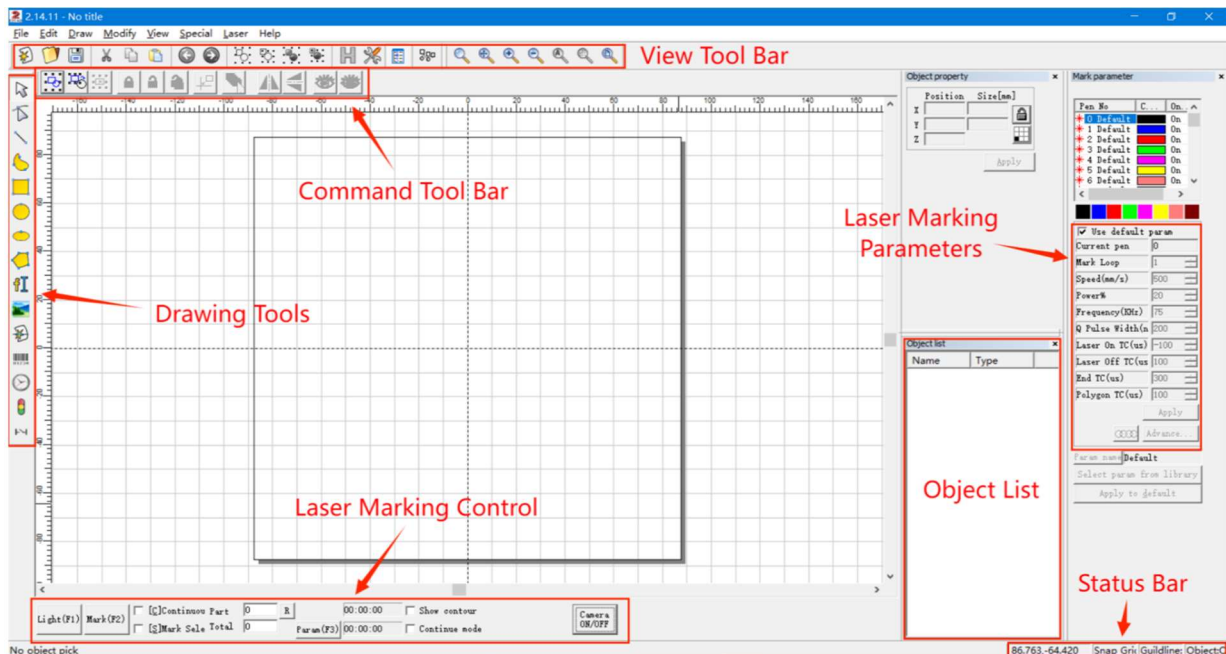 2.14.11 - No title
File Edit Draw Modify View Special Laser Help
View Tool Bar
Command Tool Bar
Drawing Tools
Laser Marking Control
Object property
Position Size[mm]
X
Y
Z
Apply
Object list
Name Type
Object List
Mark parameter
Pen No C... On..
0 Default On
1 Default On
2 Default On
3 Default On
4 Default On
5 Default On
6 Default On
Laser Marking Parameters
Use default param
Current pen 0
Mark Loop 1
Speed(mm/s) 500
Power% 20
Frequency(KHz) 75
Q Pulse Width(n 200
Laser On TC(us) -100
Laser Off TC(us 100
End TC(us) 300
Polygon TC(us) 100
Apply
Advance...
Param name Default
Select param from library
Apply to default
Status Bar
Light(F1) Mark(F2) [C]Continuou Part 0 R 00:00:00 Show contour Camera ON/OFF
[S]Mark Sele Total 0 Param(F3) 00:00:00 Continue mode
No object pick 86.763,-64.420 Snap Gri Guildline: Object:O